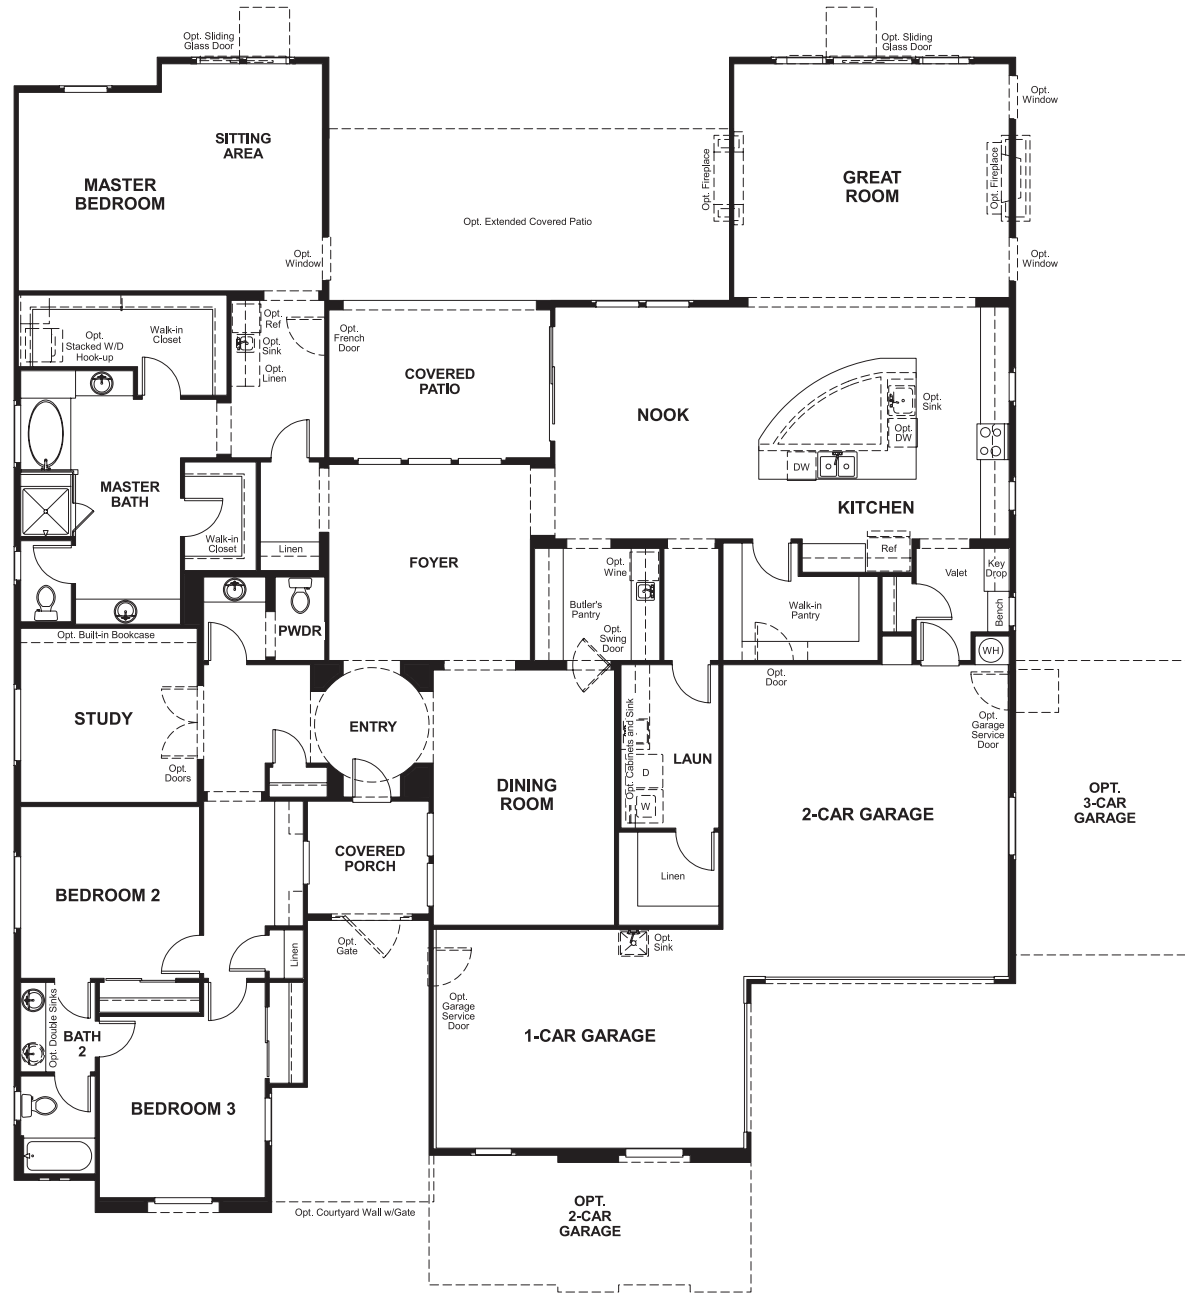 Opt. Sliding
Glass Door
Opt. Sliding
Glass Door
Opt.
Window
SITTING
AREA
MASTER
BEDROOM
Opt. Fireplace
GREAT
ROOM
Opt. Fireplace
Opt. Extended Covered Patio
Opt.
Window
Opt.
Window
Opt.
Stacked W/D
Hook-up
Walk-in
Closet
Opt.
Ref
Opt.
Sink
Opt.
Linen
Opt.
French
Door
COVERED
PATIO
NOOK
Opt.
Sink
Opt.
DW
DW
KITCHEN
MASTER
BATH
Walk-in
Closet
Linen
FOYER
Ref
Opt.
Wine
Butler's
Pantry
Opt.
Swing
Door
Walk-in
Pantry
Valet
Key
Drop
Bench
WH
PWDR
Opt. Built-in Bookcase
STUDY
Opt.
Doors
ENTRY
Opt.
Door
Opt.
Garage
Service
Door
Opt. Cabinets and Sink
LAUN
D
W
DINING
ROOM
2-CAR GARAGE
OPT.
3-CAR
GARAGE
COVERED
PORCH
Linen
BEDROOM 2
Linen
Opt.
Gate
Opt.
Sink
Opt.
Garage
Service
Door
Opt. Double Sinks
BATH
2
1-CAR GARAGE
BEDROOM 3
Opt. Courtyard Wall w/Gate
OPT.
2-CAR
GARAGE